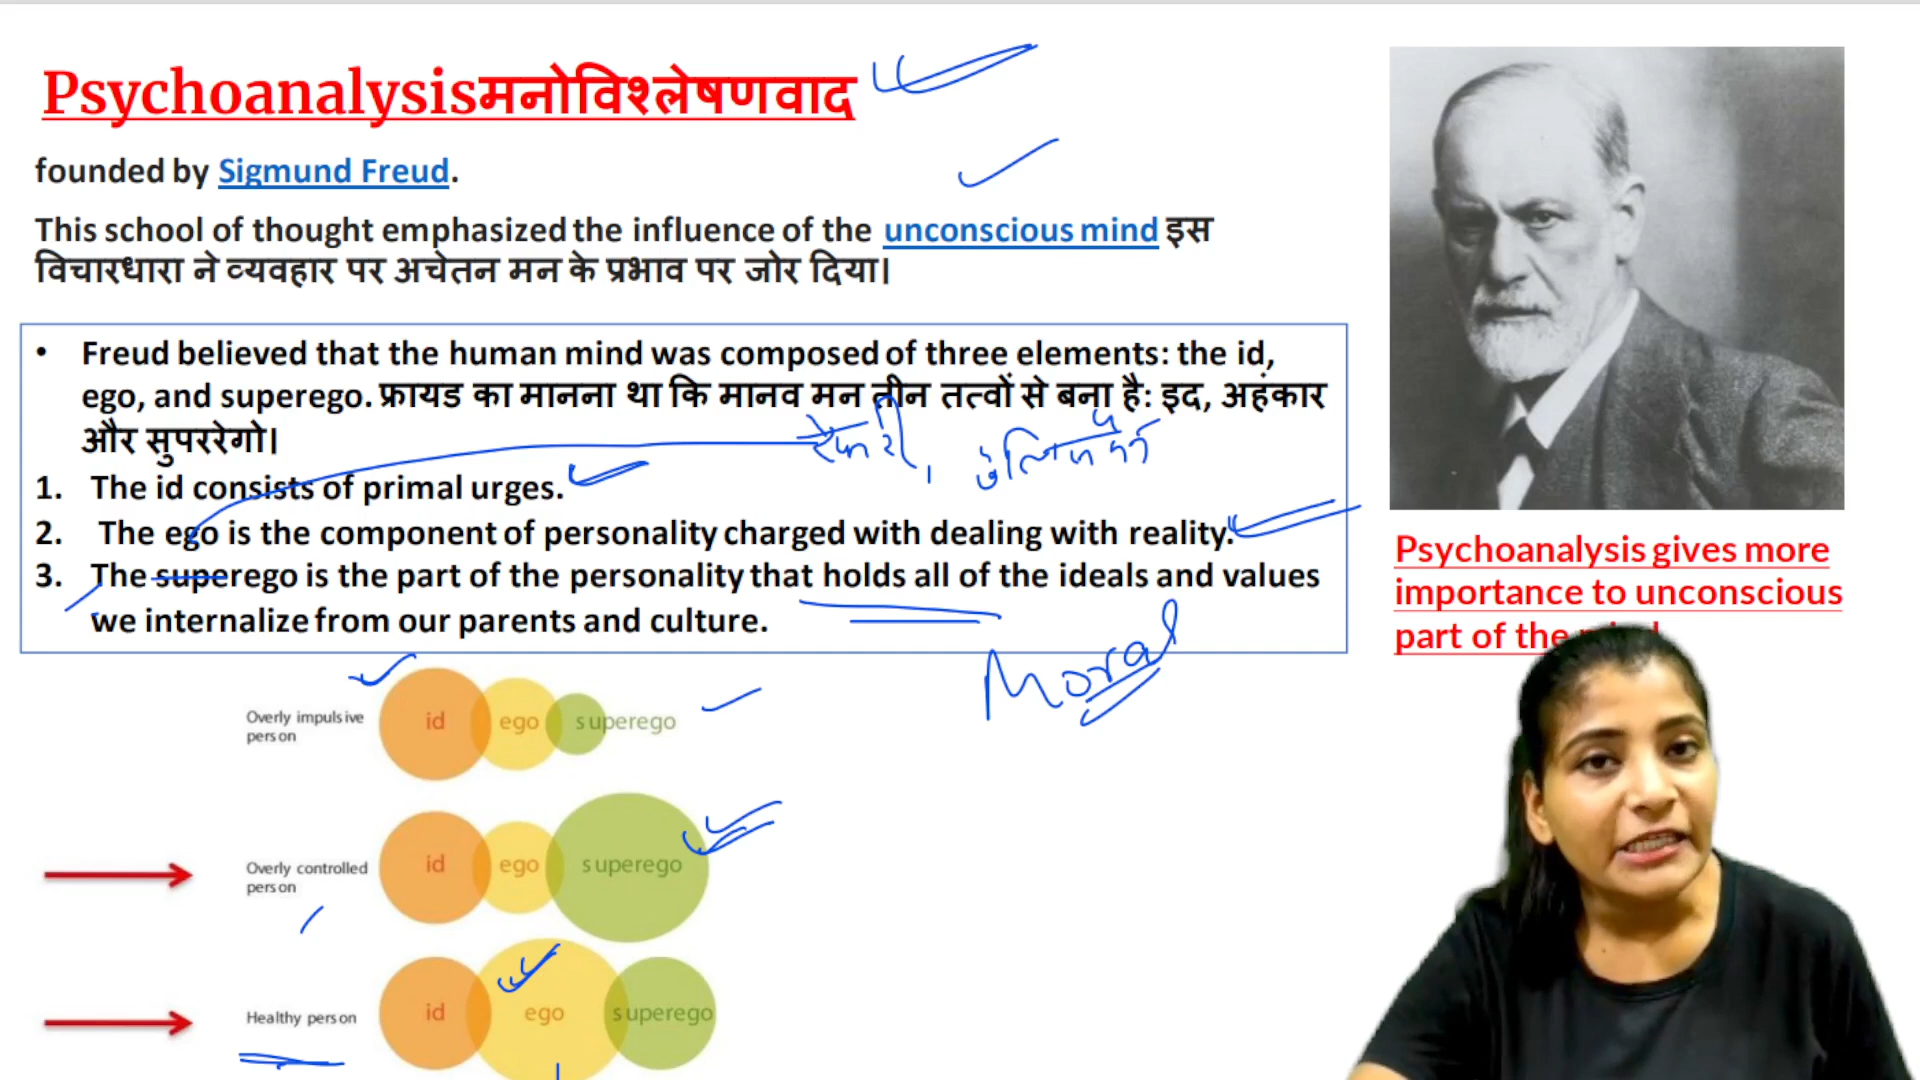 Psychoanalysisमनोविश्लेषणवाद
founded by Sigmund Freud.
This school of thought emphasized the influence of the unconscious mind इस
विचारधारा ने व्यवहार पर अचेतन मन के प्रभाव पर जोर दिया।
• Freud believed that the human mind was composed of three elements: the id,
ego, and superego. फ्रायड का मानना था कि मानव मन तीन तत्वों से बना है: इद, अहंकार
और सुपररेगो।
1. The id consists of primal urges.
2. The ego is the component of personality charged with dealing with reality.
3. The superego is the part of the personality that holds all of the ideals and values
we internalize from our parents and culture.
Moral
Psychoanalysis gives more
importance to unconscious
part of the
Overly impulsive
person
id ego superego
Overly controlled
person
id ego superego
Healthy person
id ego superego